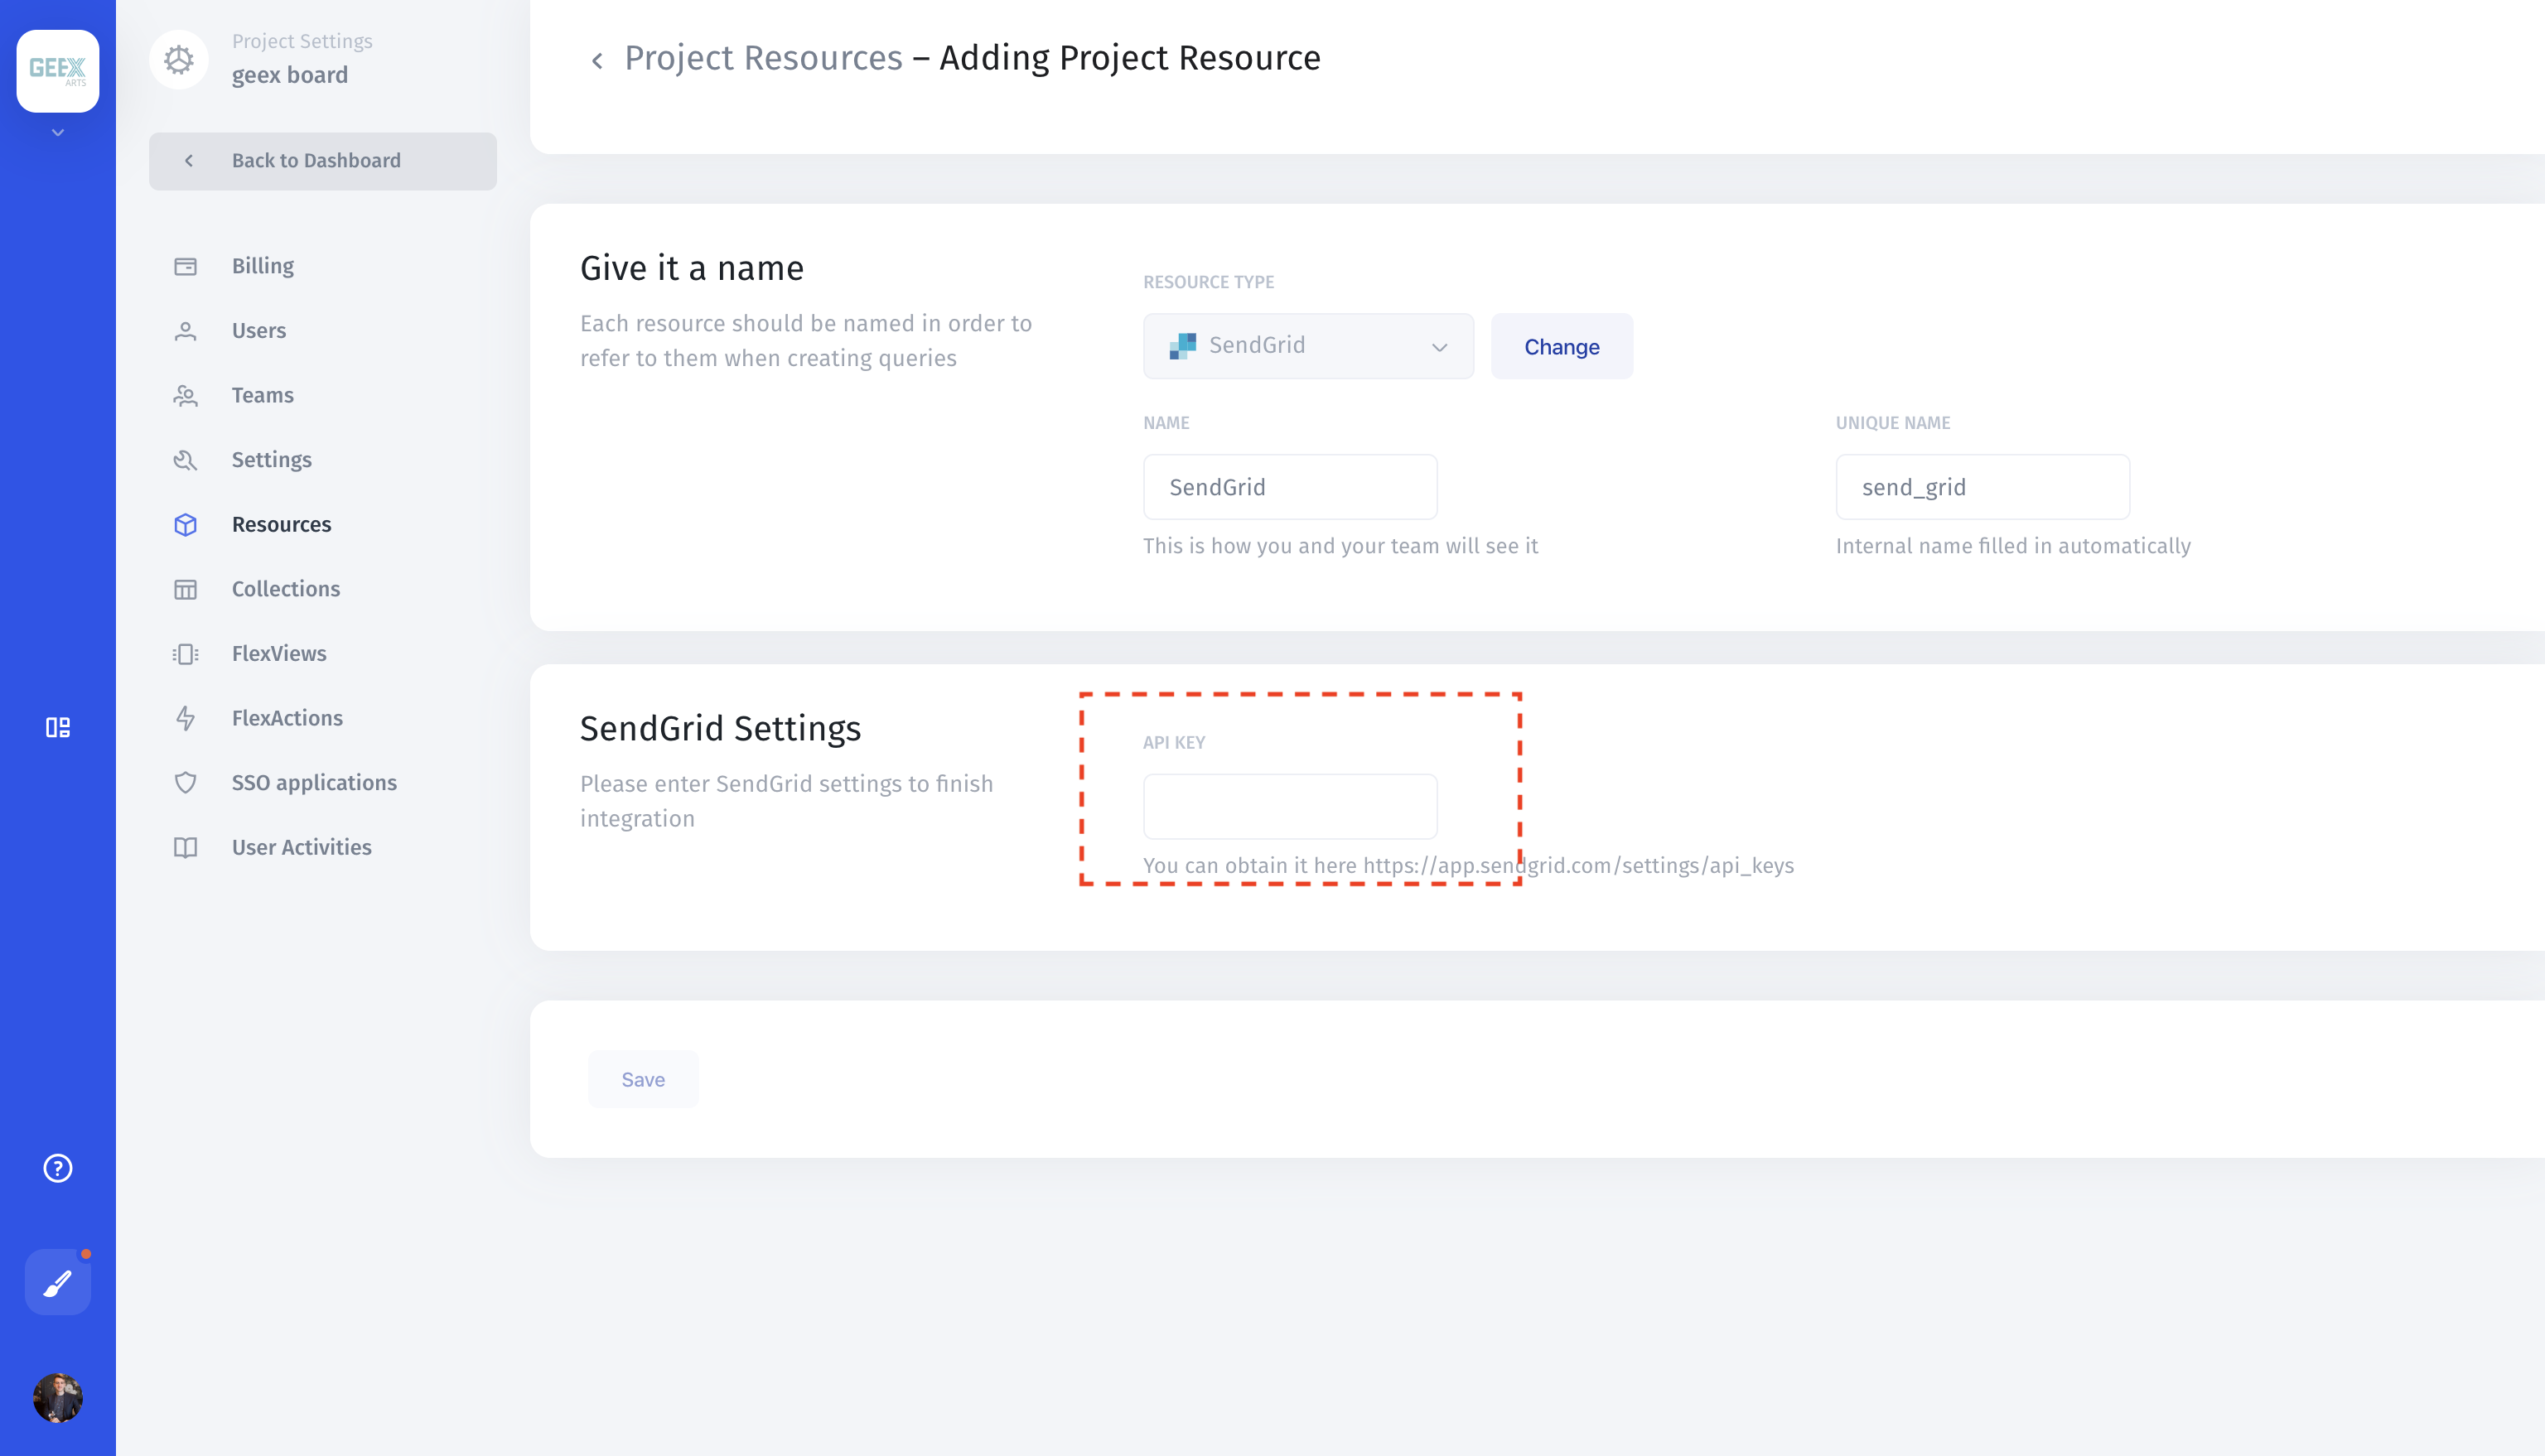 GEEX
ARTS
Project Settings
geex board
Back to Dashboard
Billing
Users
Teams
Settings
Resources
Collections
FlexViews
FlexActions
SSO applications
User Activities
Project Resources – Adding Project Resource
Give it a name
Each resource should be named in order to
refer to them when creating queries
RESOURCE TYPE
SendGrid
Change
NAME
SendGrid
This is how you and your team will see it
UNIQUE NAME
send_grid
Internal name filled in automatically
SendGrid Settings
Please enter SendGrid settings to finish
integration
API KEY
You can obtain it here https://app.sendgrid.com/settings/api_keys
Save